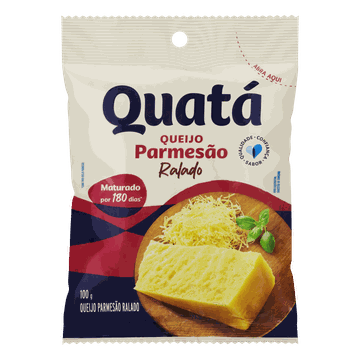 ABRA AQUI
Quatá
QUEIJO
Parmesão
Ralado
QUALIDADE • CONFIANÇA • SABOR
Maturado
por 180 dias*
100 g
QUEIJO PARMESÃO RALADO